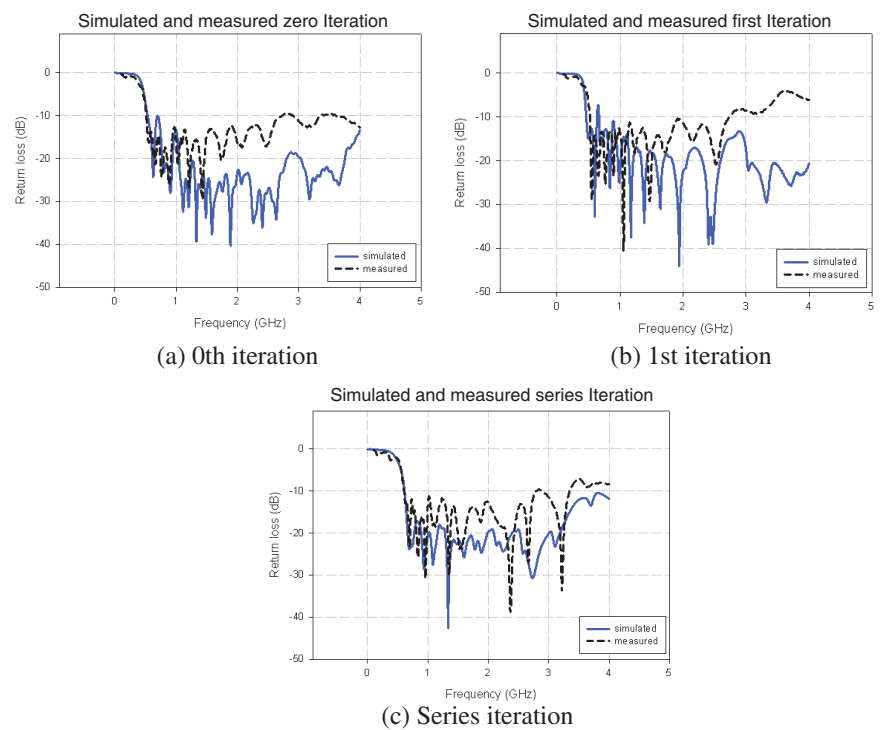 Simulated and measured zero Iteration
0
-10
-20
-30
-40
-50
Return loss (dB)
simulated
measured
0 1 2 3 4 5
Frequency (GHz)
(a) 0th iteration
Simulated and measured first Iteration
0
-10
-20
-30
-40
-50
Return loss (dB)
simulated
measured
0 1 2 3 4 5
Frequency (GHz)
(b) 1st iteration
Simulated and measured series Iteration
0
-10
-20
-30
-40
-50
Return loss (dB)
simulated
measured
0 1 2 3 4 5
Frequency (GHz)
(c) Series iteration